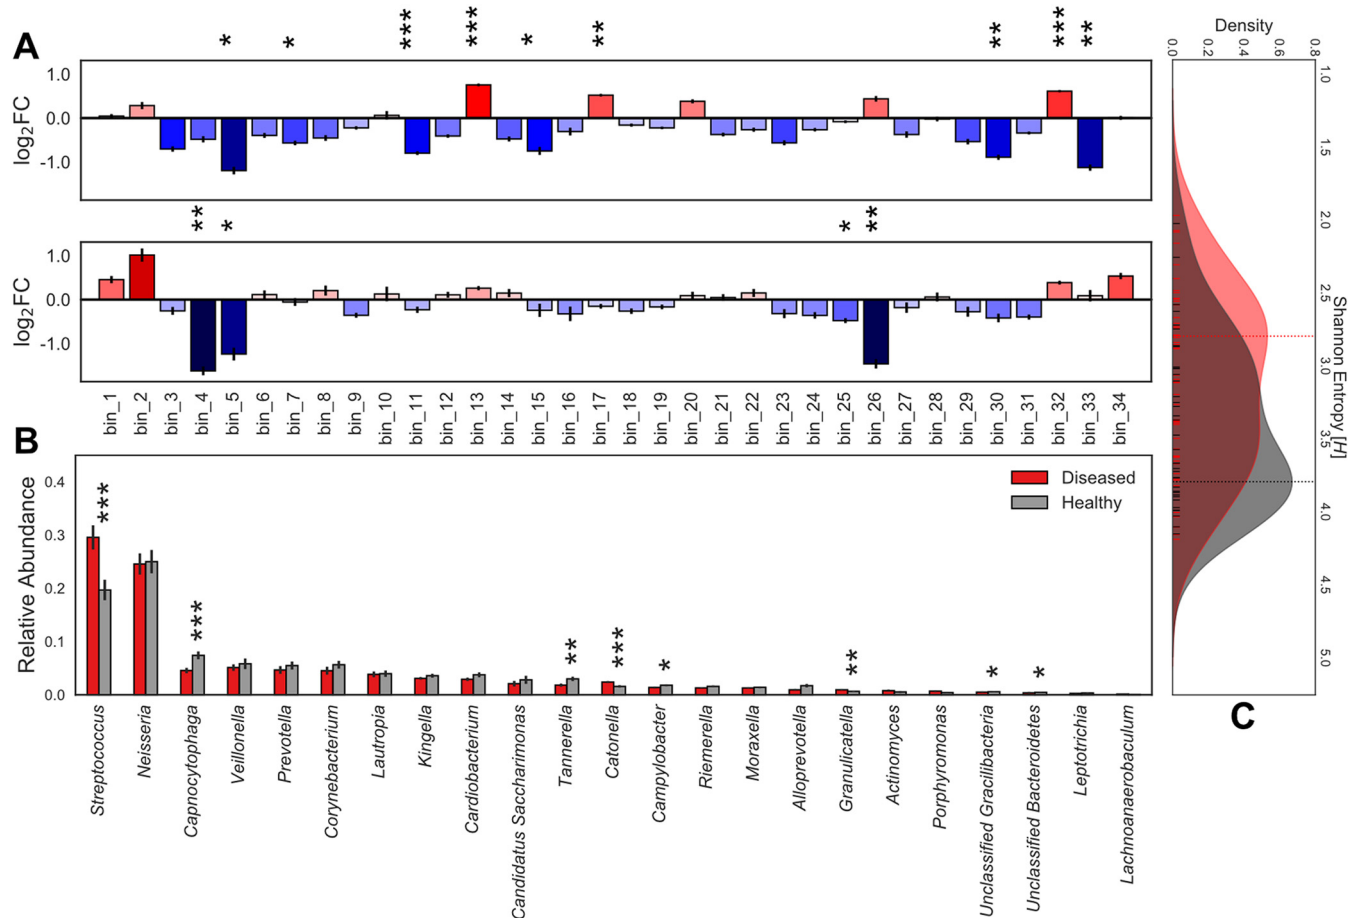 A
* * *** *** * ** ** *** **
log2FC
1.0
0.0
-1.0
** * * **
log2FC
1.0
0.0
-1.0
bin_1
bin_2
bin_3
bin_4
bin_5
bin_6
bin_7
bin_8
bin_9
bin_10
bin_11
bin_12
bin_13
bin_14
bin_15
bin_16
bin_17
bin_18
bin_19
bin_20
bin_21
bin_22
bin_23
bin_24
bin_25
bin_26
bin_27
bin_28
bin_29
bin_30
bin_31
bin_32
bin_33
bin_34
B
Relative Abundance
0.4
0.3
0.2
0.1
0.0
*** *** ** *** * ** * *
Diseased
Healthy
Streptococcus
Neisseria
Capnocytophaga
Veillonella
Prevotella
Corynebacterium
Lautropia
Kingella
Cardiobacterium
Candidatus Saccharimonas
Tannerella
Catonella
Campylobacter
Riemerella
Moraxella
Alloprevotella
Granulicatella
Actinomyces
Porphyromonas
Unclassified Gracilibacteria
Unclassified Bacteroidetes
Leptotrichia
Lachnoanaerobaculum
Density
0.0
0.2
0.4
0.6
0.8
1.0
1.5
2.0
2.5
3.0
3.5
4.0
4.5
5.0
Shannon Entropy [H]
C